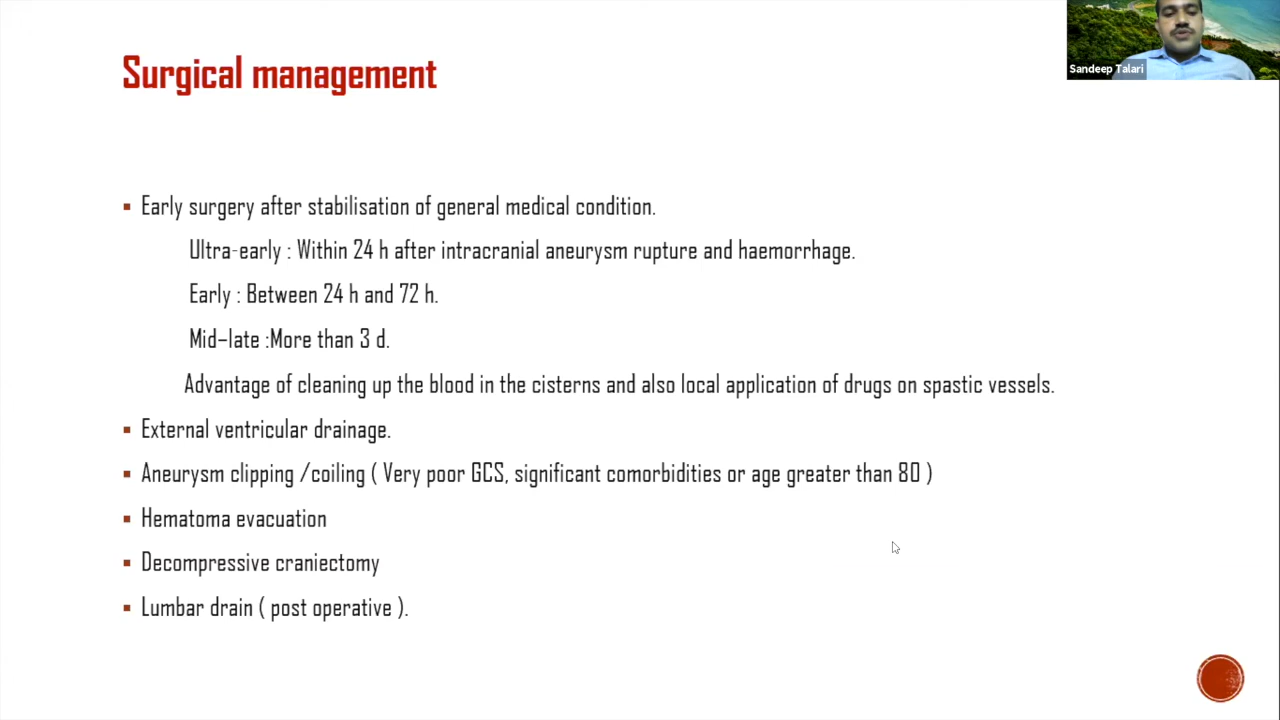 Surgical management
Sandeep Talari
▪ Early surgery after stabilisation of general medical condition.
Ultra-early : Within 24 h after intracranial aneurysm rupture and haemorrhage.
Early : Between 24 h and 72 h.
Mid–late :More than 3 d.
Advantage of cleaning up the blood in the cisterns and also local application of drugs on spastic vessels.
▪ External ventricular drainage.
▪ Aneurysm clipping /coiling ( Very poor GCS, significant comorbidities or age greater than 80 )
▪ Hematoma evacuation
▪ Decompressive craniectomy
▪ Lumbar drain ( post operative ).